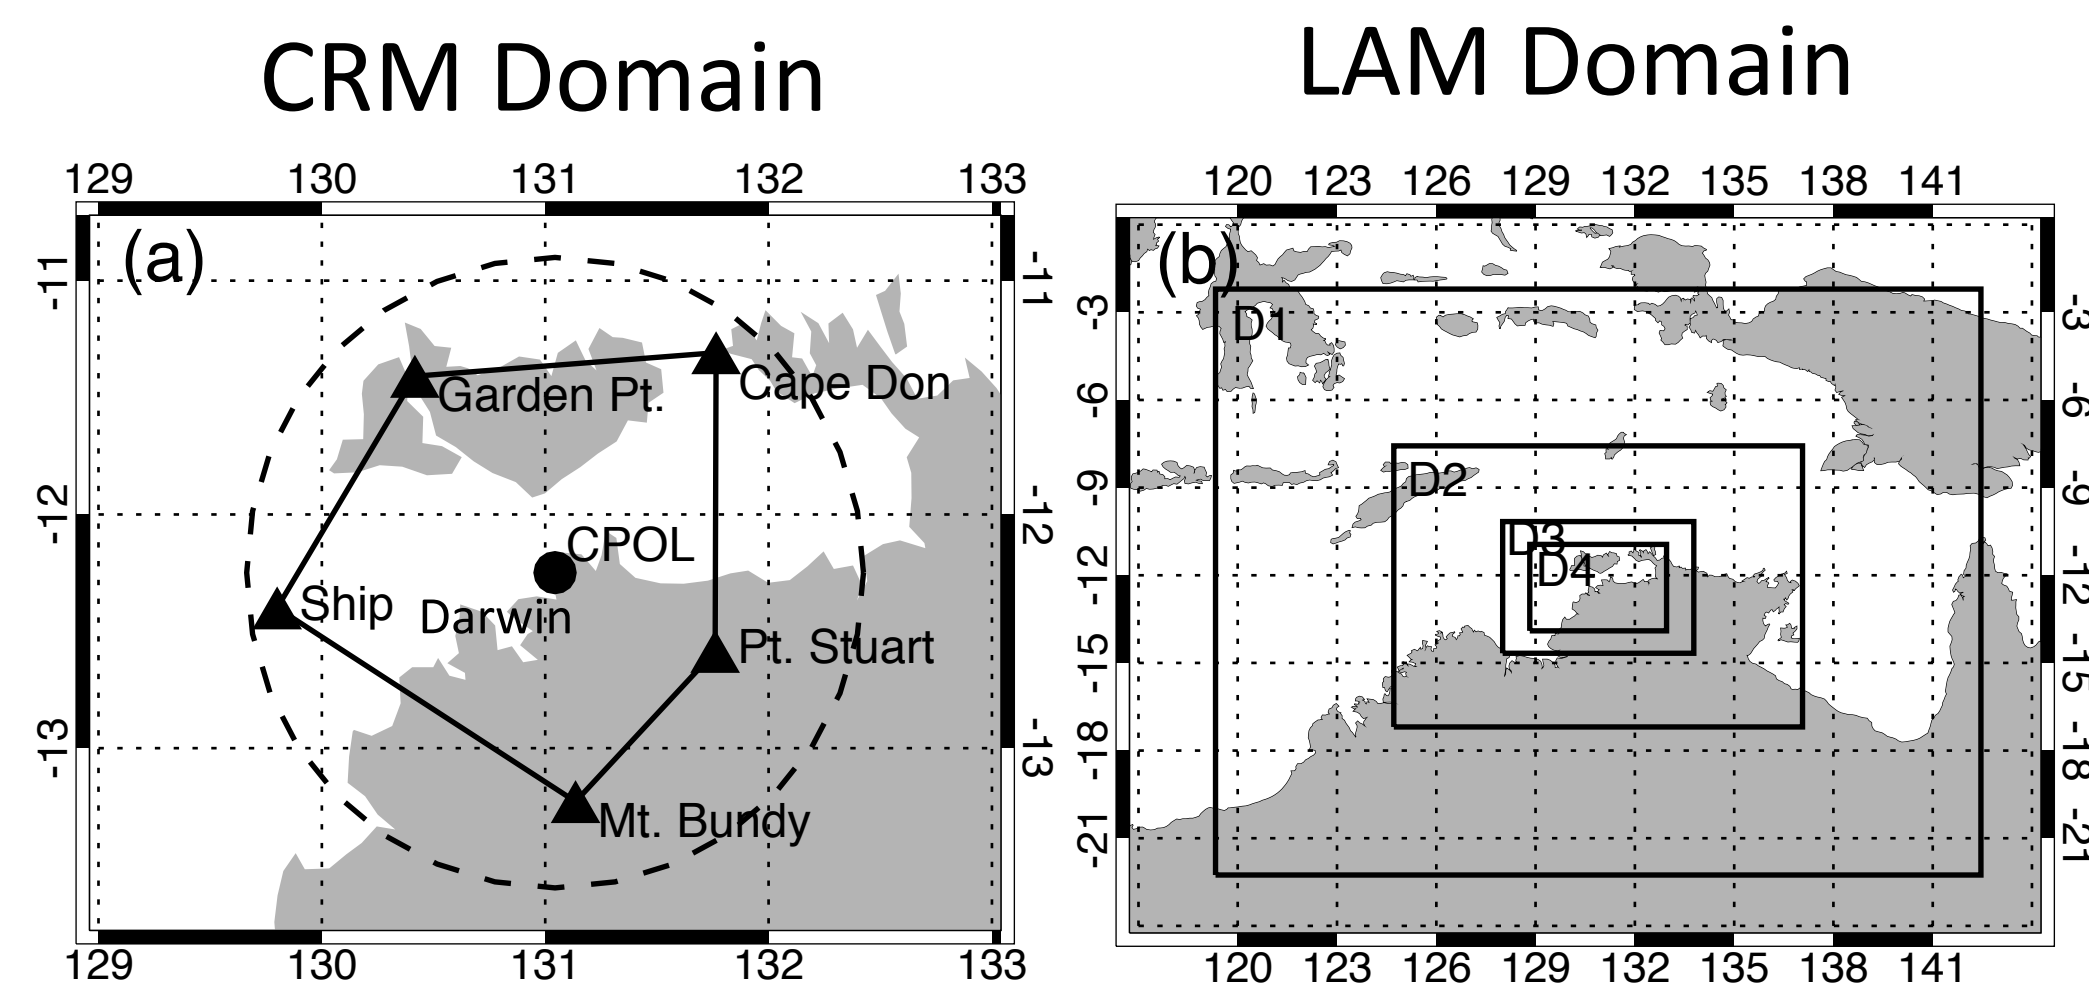 CRM Domain
LAM Domain
129 130 131 132 133
(a)
-11 -11
Garden Pt.
Cape Don
-12 -12
CPOL
Ship
Darwin
Pt. Stuart
-13 -13
Mt. Bundy
129 130 131 132 133
120 123 126 129 132 135 138 141
(b)
-3 -3
D1
-6 -6
D2
-9 -9
D3
D4
-12 -12
-15 -15
-18 -18
-21 -21
120 123 126 129 132 135 138 141